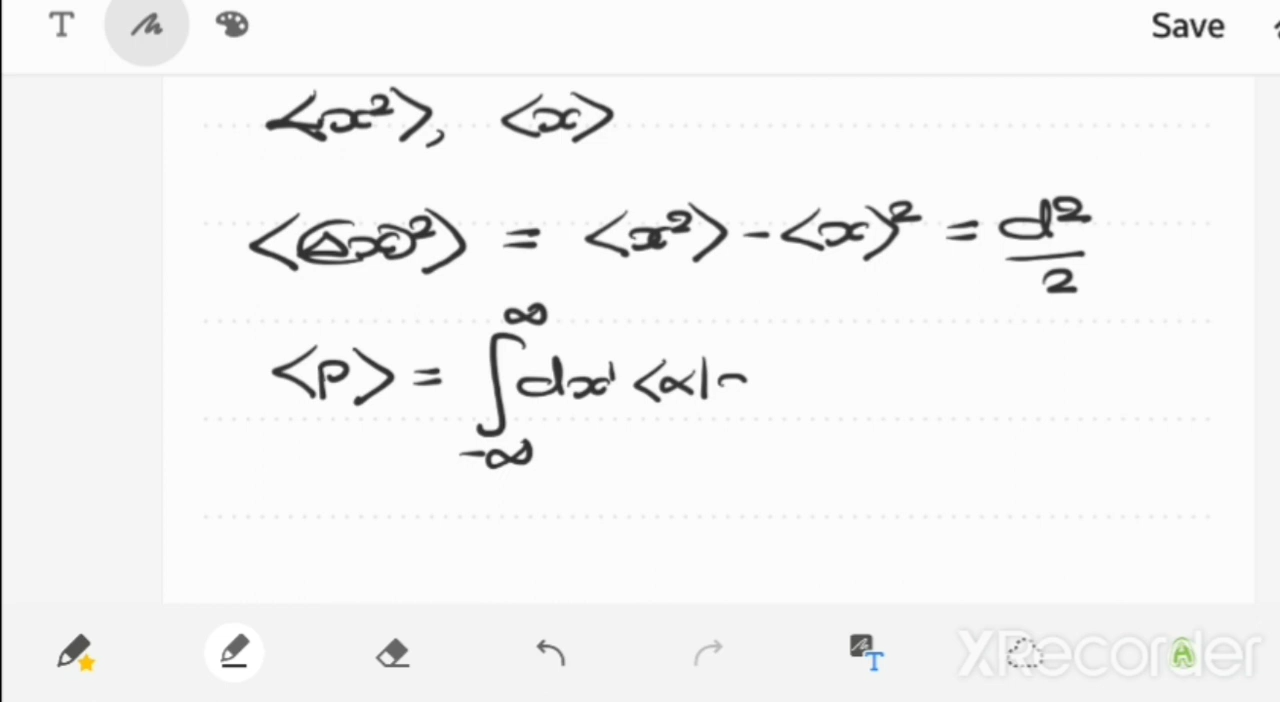 T Save
<x²>, <x>
<(Δx)²> = <x²> - <x>² = d²/2
<p> = ∫_{-∞}^{∞} dx' <α|
T XRecorder